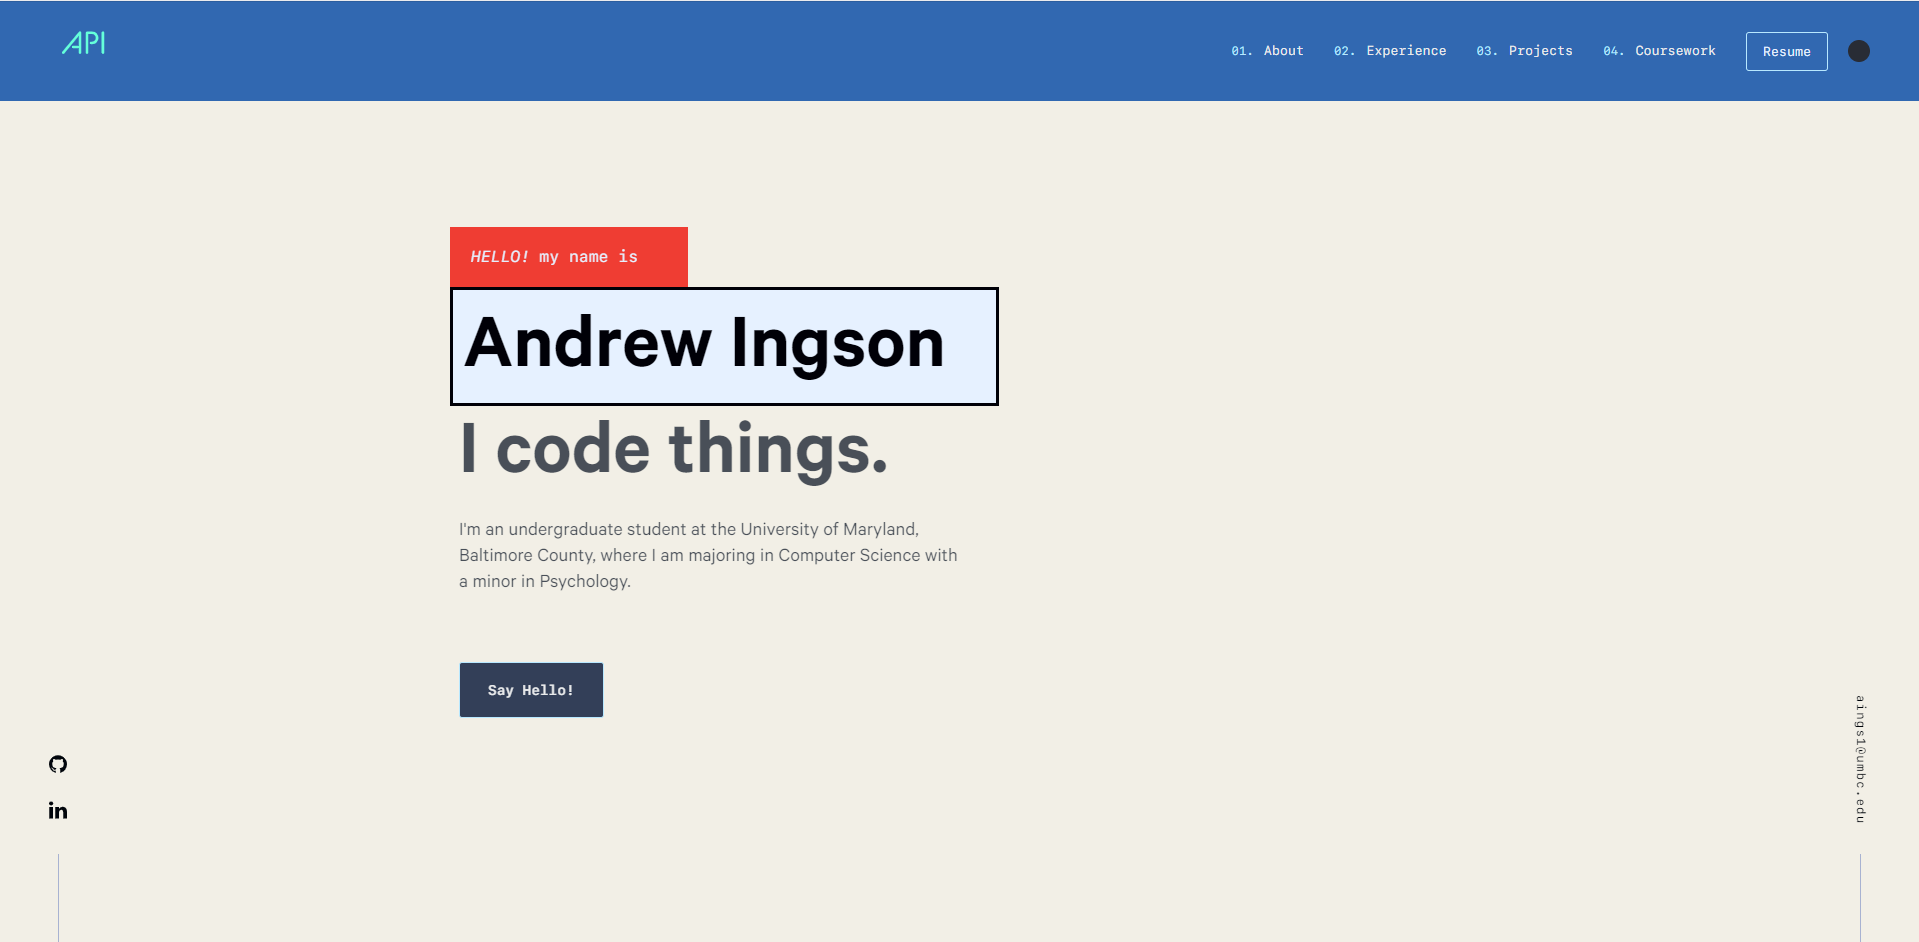 API
01. About 02. Experience 03. Projects 04. Coursework Resume
HELLO! my name is
Andrew Ingson
I code things.
I'm an undergraduate student at the University of Maryland,
Baltimore County, where I am majoring in Computer Science with
a minor in Psychology.
Say Hello!
in
aings1@umbc.edu